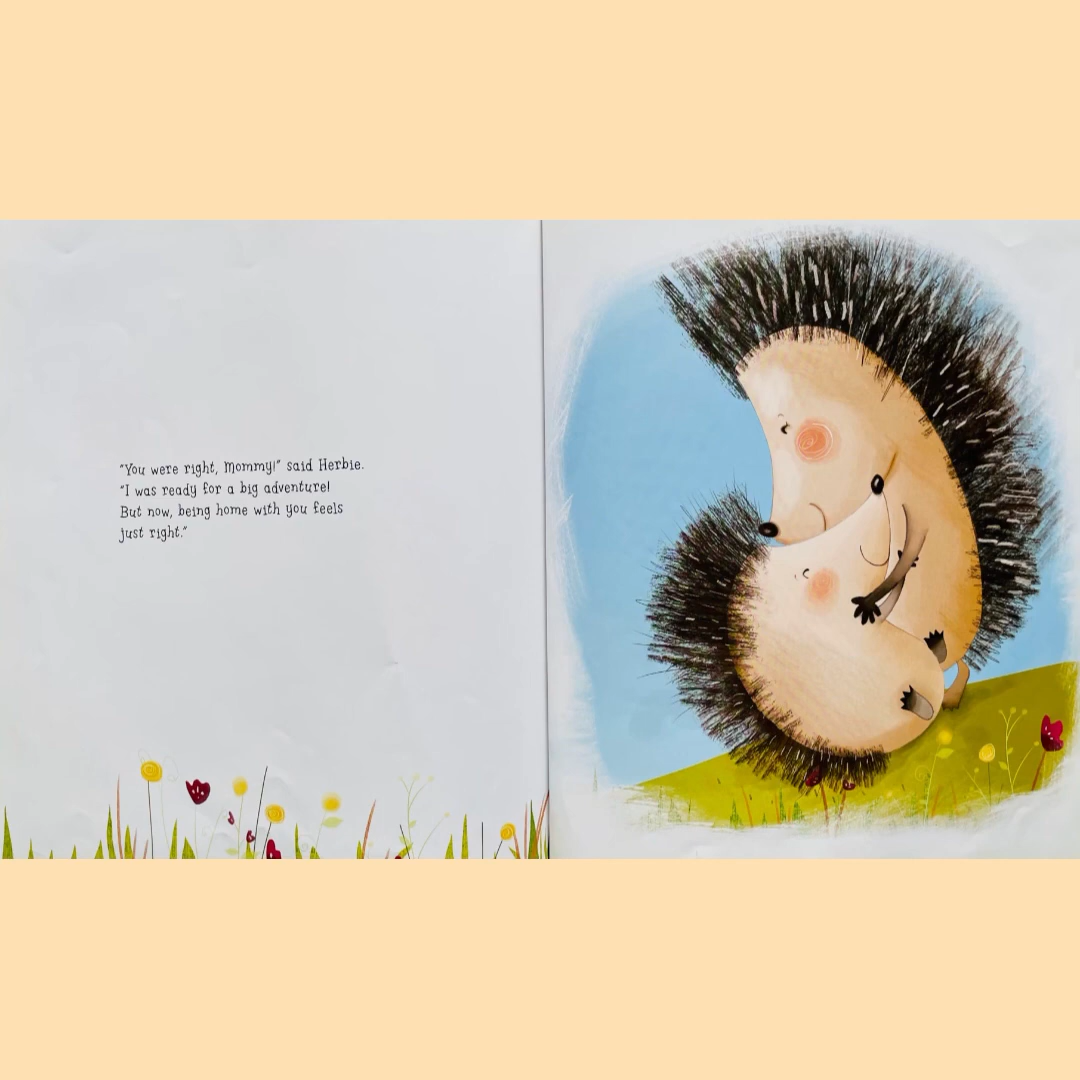 "You were right, Mommy!" said Herbie.
"I was ready for a big adventure!
But now, being home with you feels
just right."